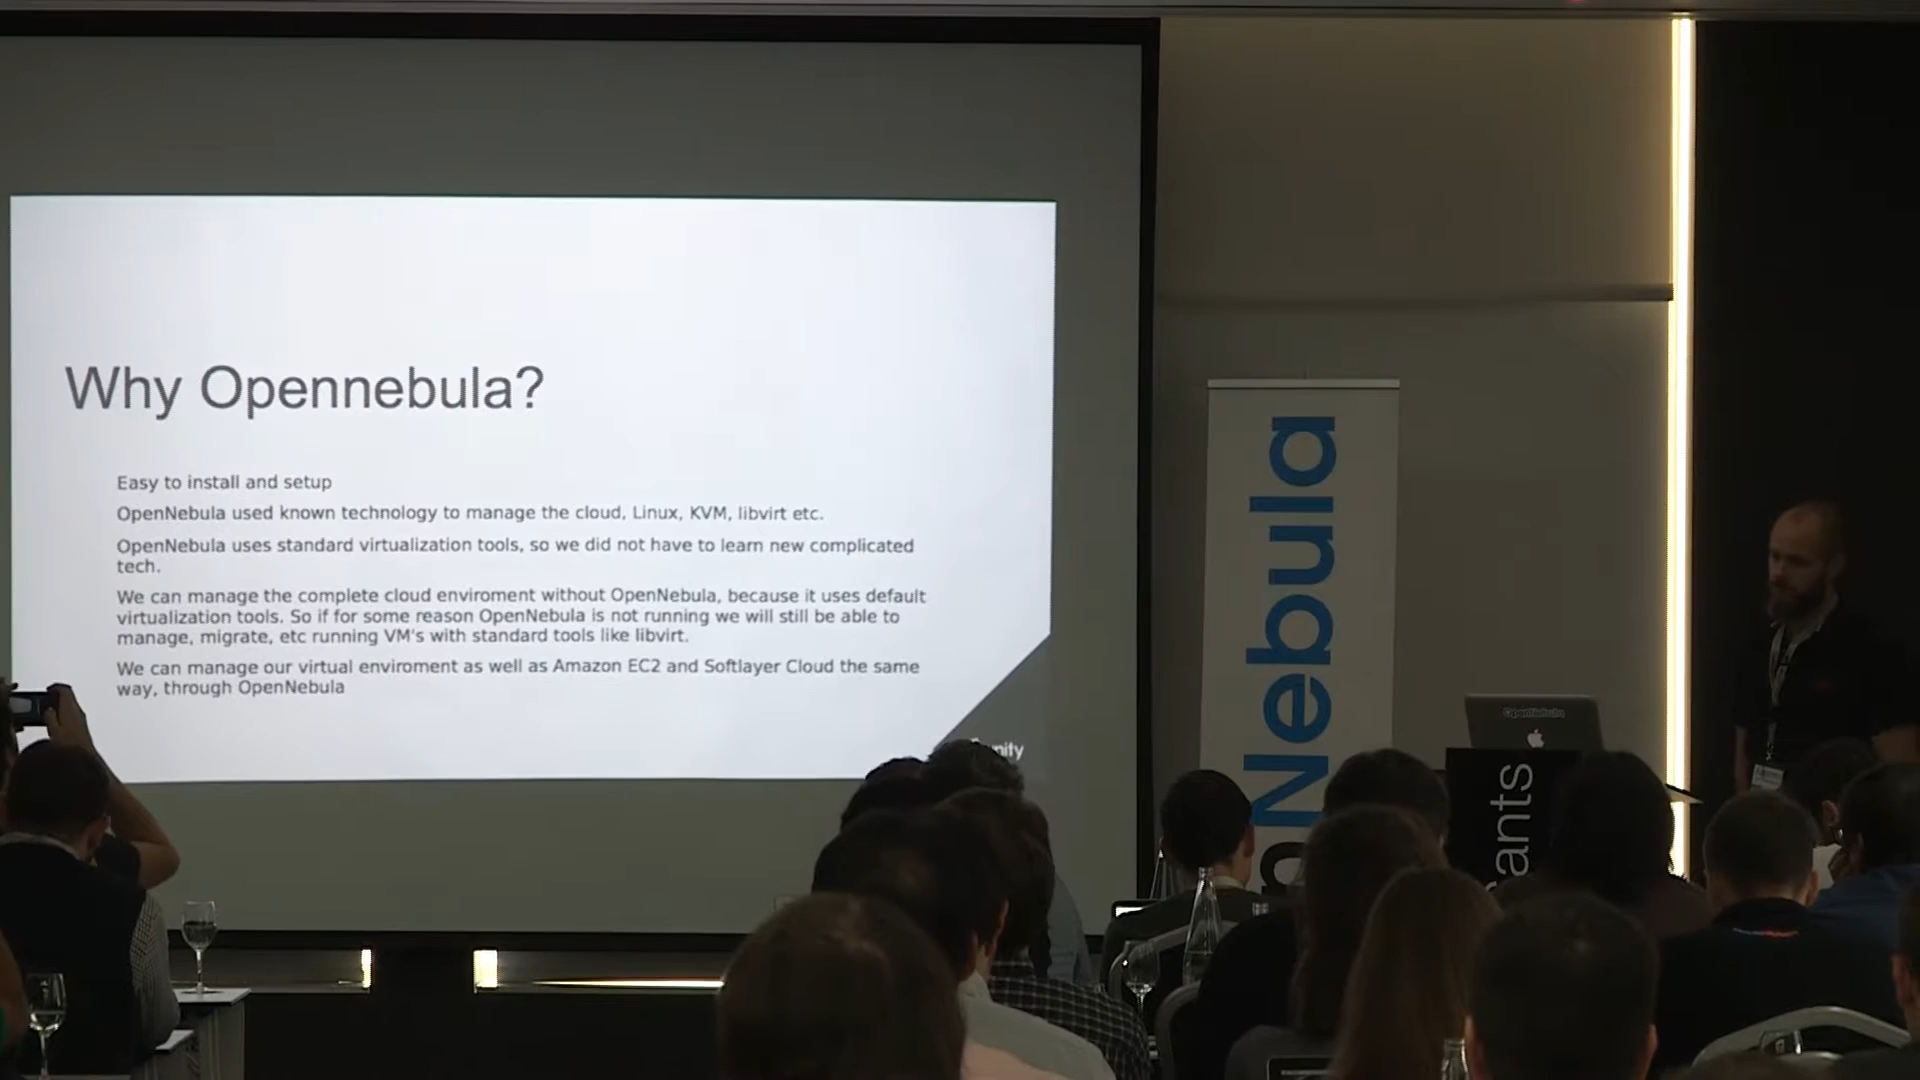 Why Opennebula?
Easy to install and setup
OpenNebula used known technology to manage the cloud, Linux, KVM, libvirt etc.
OpenNebula uses standard virtualization tools, so we did not have to learn new complicated
tech.
We can manage the complete cloud enviroment without OpenNebula, because it uses default
virtualization tools. So if for some reason OpenNebula is not running we will still be able to
manage, migrate, etc running VM's with standard tools like libvirt.
We can manage our virtual enviroment as well as Amazon EC2 and Softlayer Cloud the same
way, through OpenNebula
nity
nNebula
OpenNebula
ants